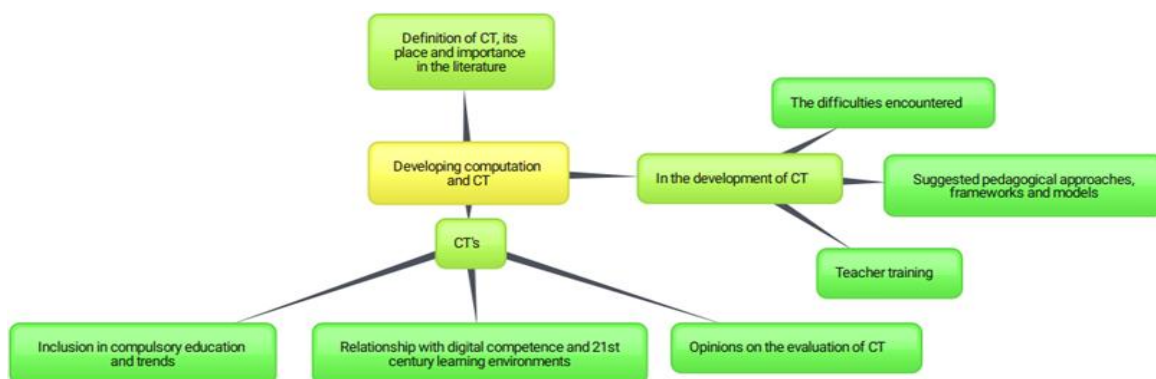 Definition of CT, its
place and importance
in the literature
The difficulties encountered
Developing computation
and CT
In the development of CT
Suggested pedagogical approaches,
frameworks and models
CT's
Teacher training
Inclusion in compulsory education
and trends
Relationship with digital competence and 21st
century learning environments
Opinions on the evaluation of CT